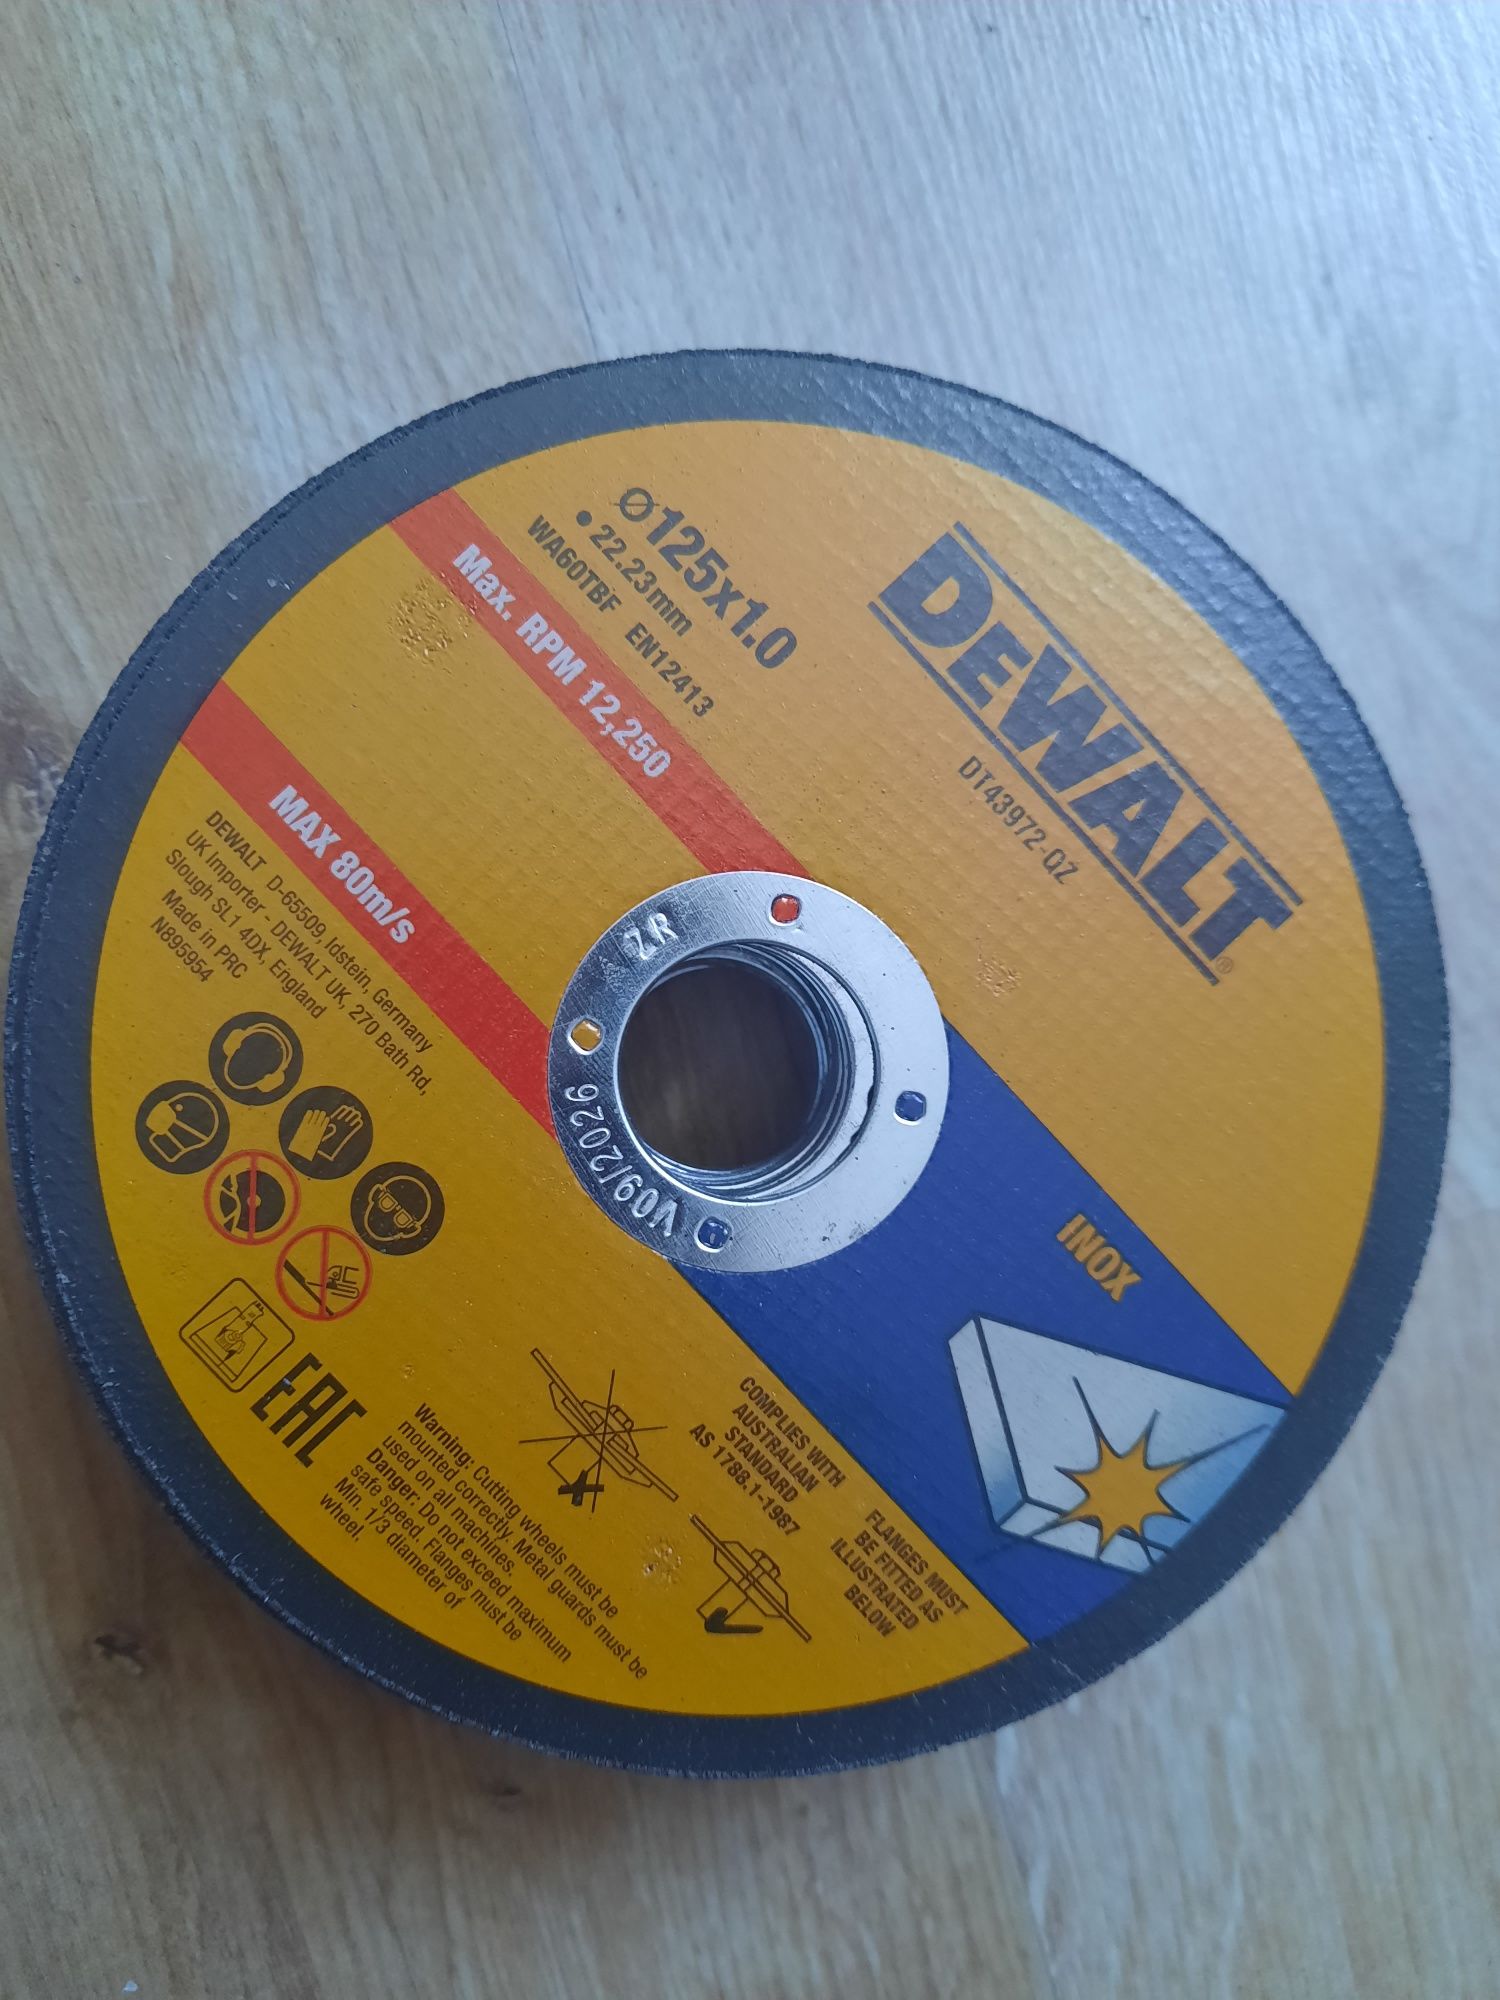 DEWALT®
DT43972-QZ
Ø125x1.0
• 22.23mm
WA60TBF EN12413
Max. RPM 12,250
MAX 80m/s
DEWALT D-65509, Idstein, Germany
UK Importer - DEWALT UK, 270 Bath Rd,
Slough SL1 4DX, England
Made in PRC
N895954
ZR
V09/2026
INOX
EAC
Warning: Cutting wheels must be
mounted correctly. Metal guards must be
used on all machines.
Danger: Do not exceed maximum
safe speed. Flanges must be
Min. 1/3 diameter of
wheel.
COMPLIES WITH
AUSTRALIAN
STANDARD
AS 1788.1-1987
FLANGES MUST
BE FITTED AS
ILLUSTRATED
BELOW